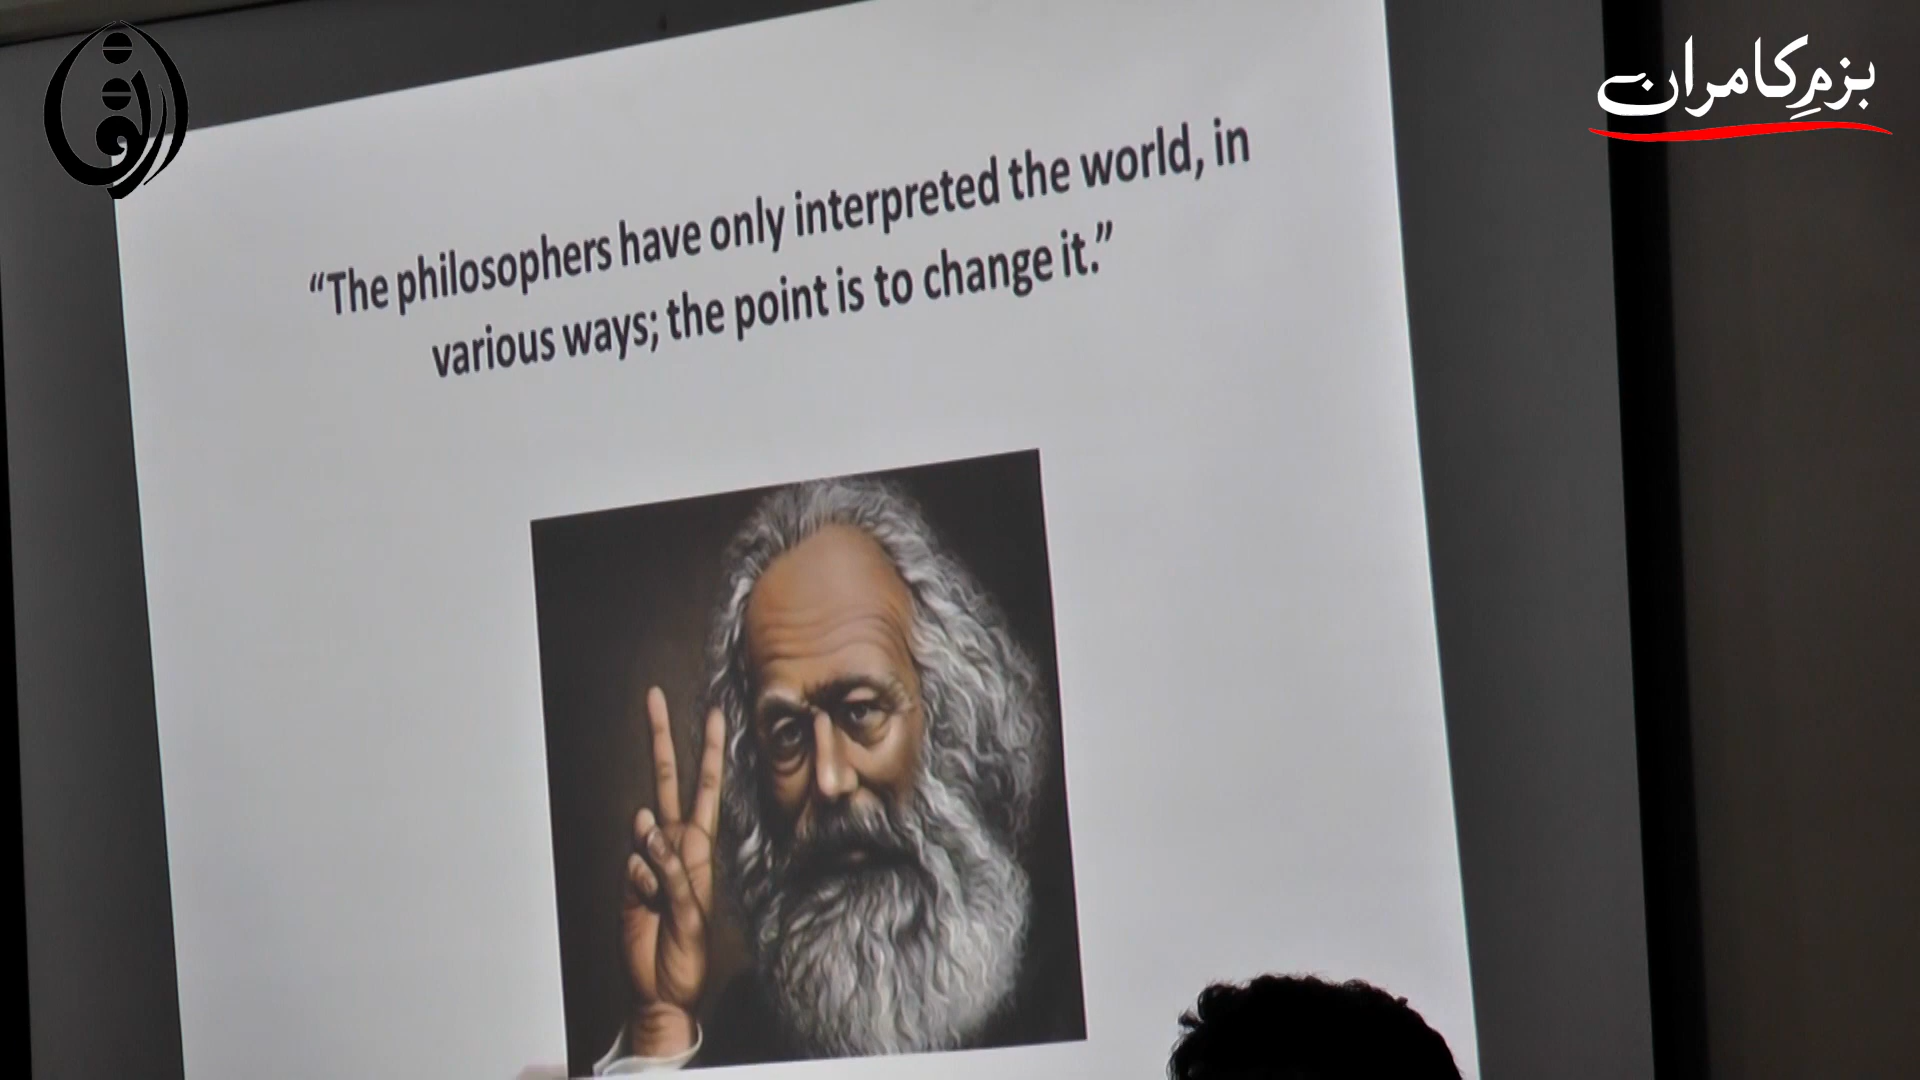 بزمِ کامران
“The philosophers have only interpreted the world, in
various ways; the point is to change it.”